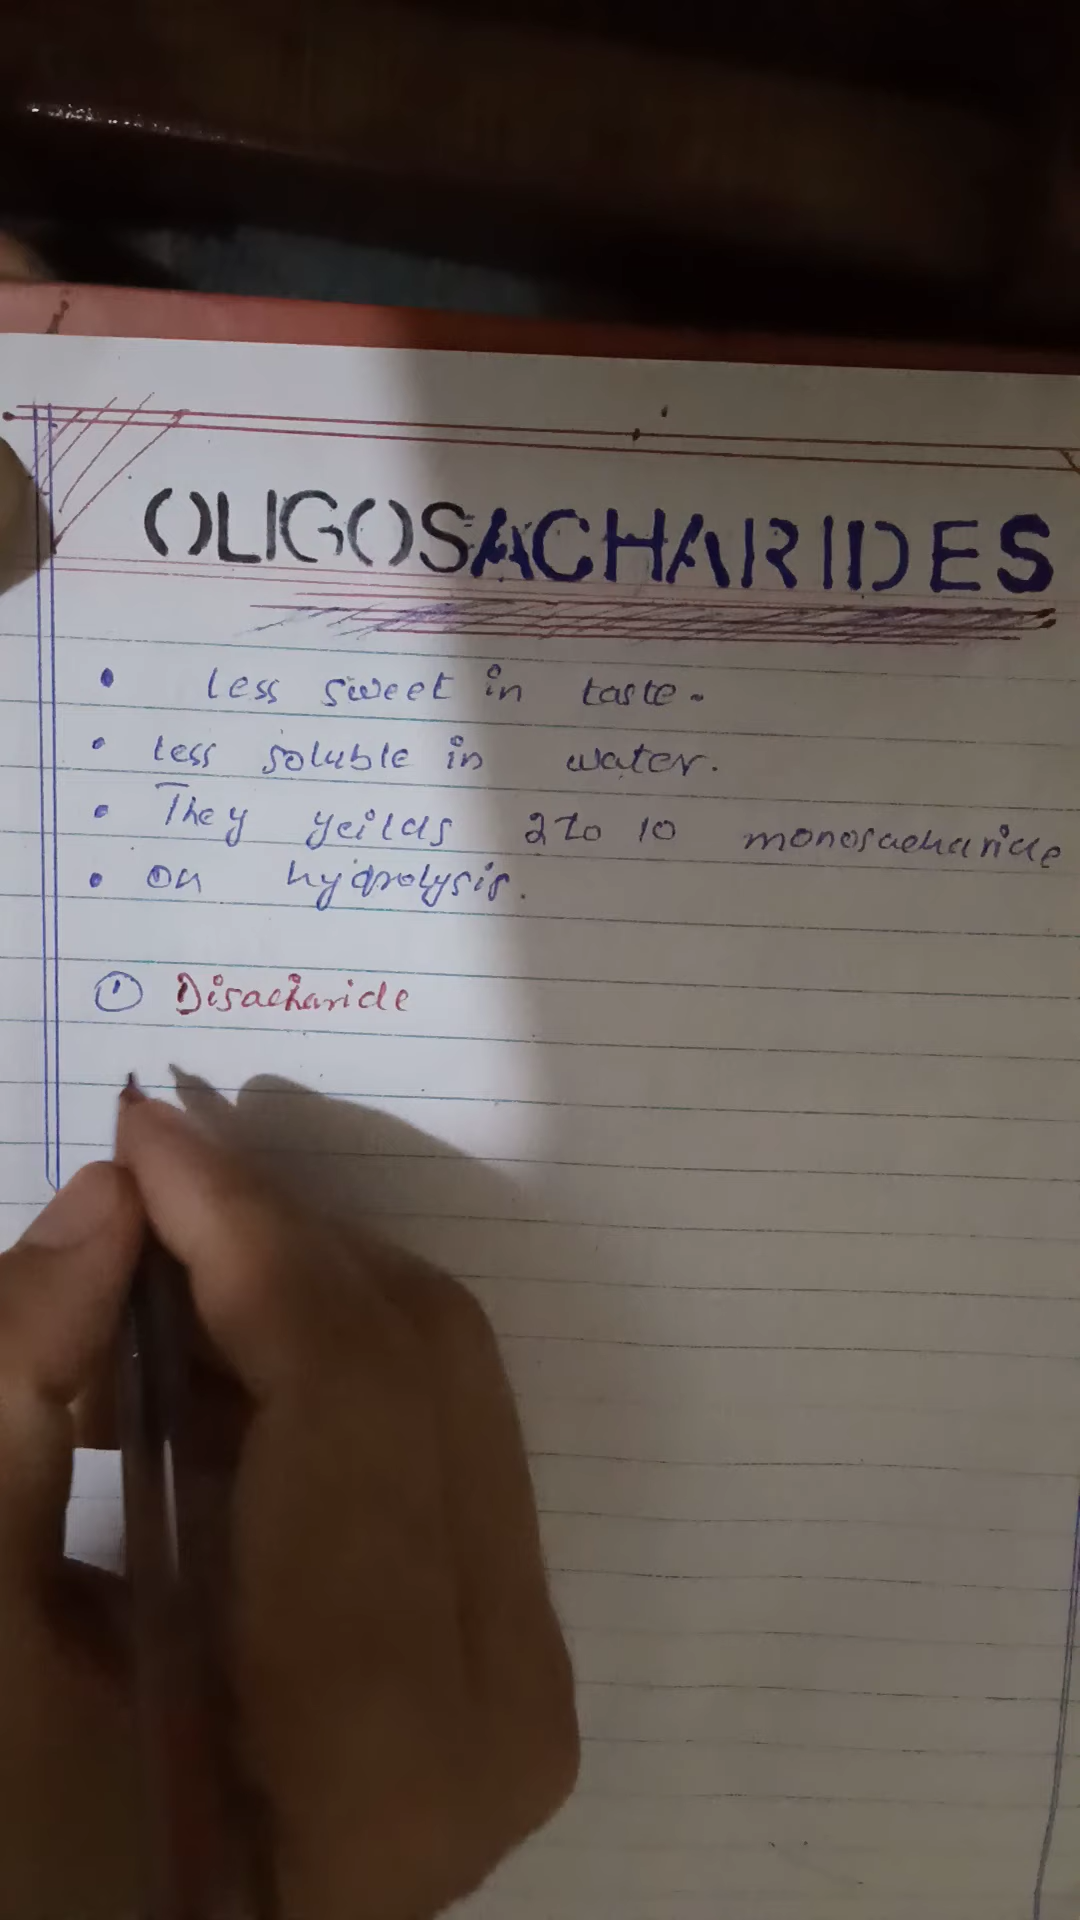 OLIGOSACHARIDES
• Less sweet in taste.
• less soluble in water.
• They yeilds 2 to 10 monosacharide
• on hydrolysis.
① Disacharide